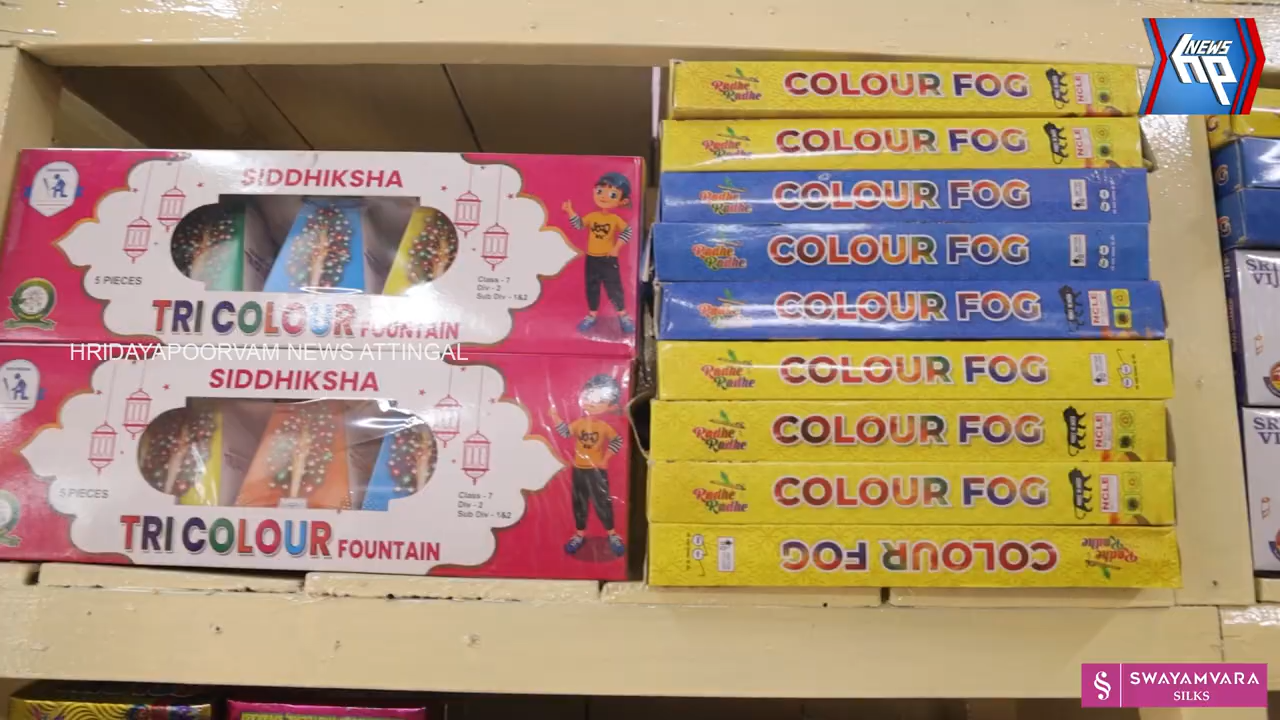 NEWS
hp
SIDDHIKSHA
5 PIECES
Class - 7
Div - 2
Sub Div - 1&2
TRI COLOUR FOUNTAIN
HRIDAYAPOORVAM NEWS ATTINGAL
SIDDHIKSHA
5 PIECES
Class - 7
Div - 2
Sub Div - 1&2
TRI COLOUR FOUNTAIN
Radhe Radhe COLOUR FOG NCLE
Radhe Radhe COLOUR FOG NCLE
Radhe Radhe COLOUR FOG
Radhe Radhe COLOUR FOG
Radhe Radhe COLOUR FOG NCLE
Radhe Radhe COLOUR FOG
Radhe Radhe COLOUR FOG NCLE
Radhe Radhe COLOUR FOG NCLE
Radhe Radhe COLOUR FOG
SWAYAMVARA
SILKS